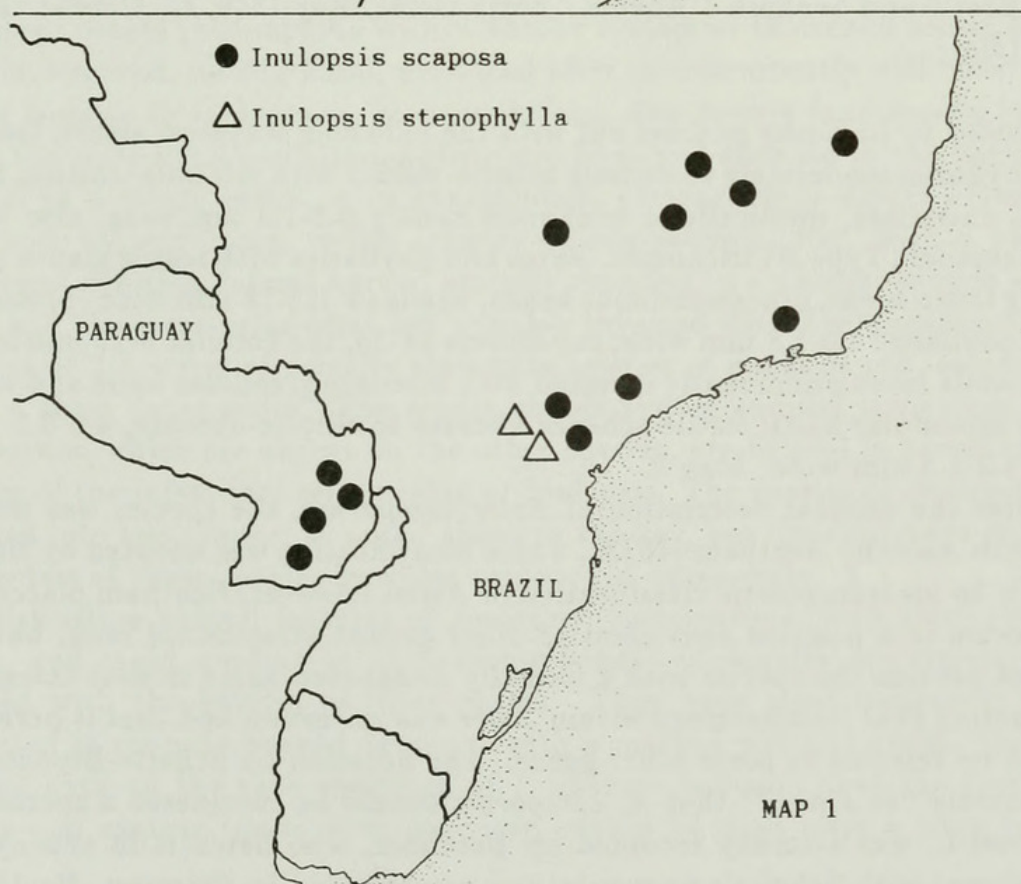 Inulopsis scaposa
Inulopsis stenophylla
PARAGUAY
BRAZIL
MAP 1